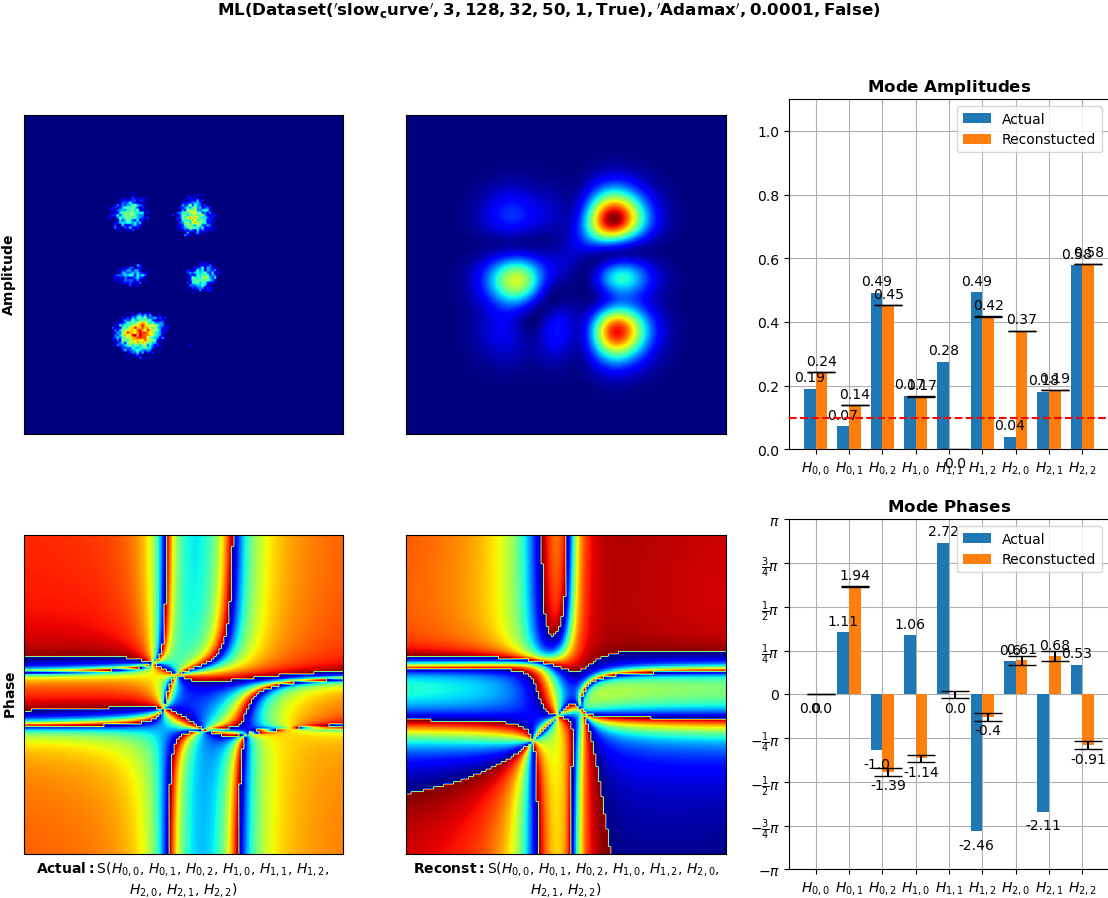 ML(Dataset('slow_curve', 3, 128, 32, 50, 1, True), 'Adamax', 0.0001, False)
Amplitude
Mode Amplitudes
Actual
Reconstucted
1.0
0.8
0.6
0.4
0.2
0.0
0.19
0.24
0.07
0.14
0.49
0.45
0.17
0.17
0.28
0.0
0.49
0.42
0.04
0.37
0.18
0.19
0.58
0.58
H0,0 H0,1 H0,2 H1,0 H1,1 H1,2 H2,0 H2,1 H2,2
Phase
Mode Phases
Actual
Reconstucted
π
3/4π
1/2π
1/4π
0
−1/4π
−1/2π
−3/4π
−π
0.0
0.0
1.11
1.94
-1.0
-1.39
1.06
-1.14
2.72
0.0
-2.46
-0.4
0.6
0.61
-2.11
0.68
0.53
-0.91
H0,0 H0,1 H0,2 H1,0 H1,1 H1,2 H2,0 H2,1 H2,2
Actual: S(H0,0, H0,1, H0,2, H1,0, H1,1, H1,2,
H2,0, H2,1, H2,2)
Reconst: S(H0,0, H0,1, H0,2, H1,0, H1,2, H2,0,
H2,1, H2,2)